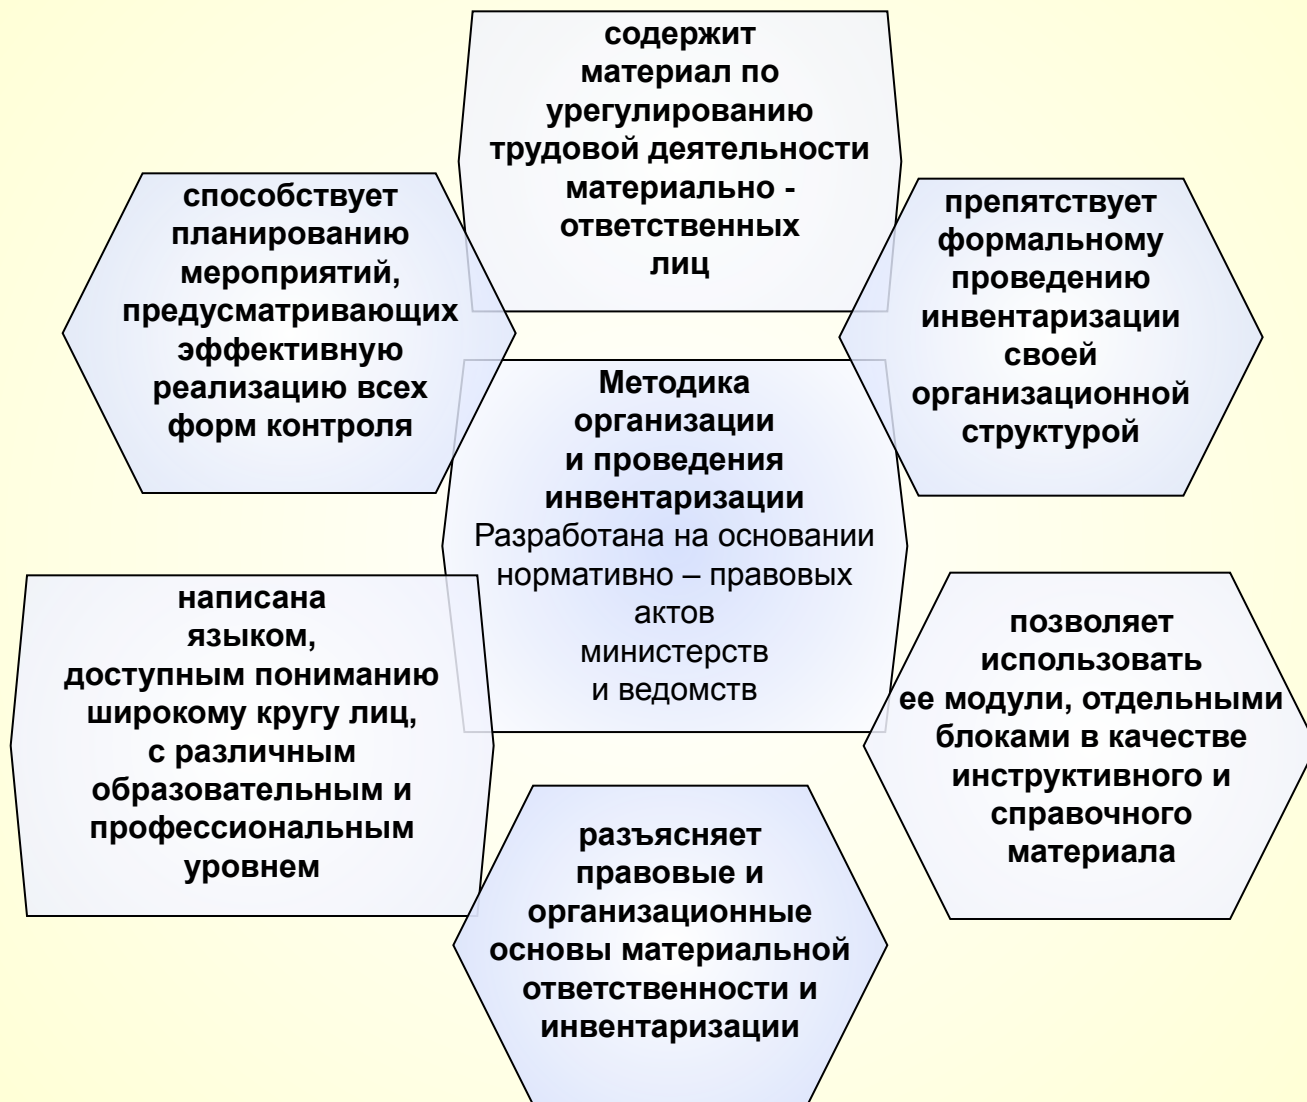 содержит
материал по
урегулированию
трудовой деятельности
материально -
ответственных
лиц
способствует
планированию
мероприятий,
предусматривающих
эффективную
реализацию всех
форм контроля
препятствует
формальному
проведению
инвентаризации
своей
организационной
структурой
Методика
организации
и проведения
инвентаризации
Разработана на основании
нормативно – правовых
актов
министерств
и ведомств
написана
языком,
доступным пониманию
широкому кругу лиц,
с различным
образовательным и
профессиональным
уровнем
позволяет
использовать
ее модули, отдельными
блоками в качестве
инструктивного и
справочного
материала
разъясняет
правовые и
организационные
основы материальной
ответственности и
инвентаризации